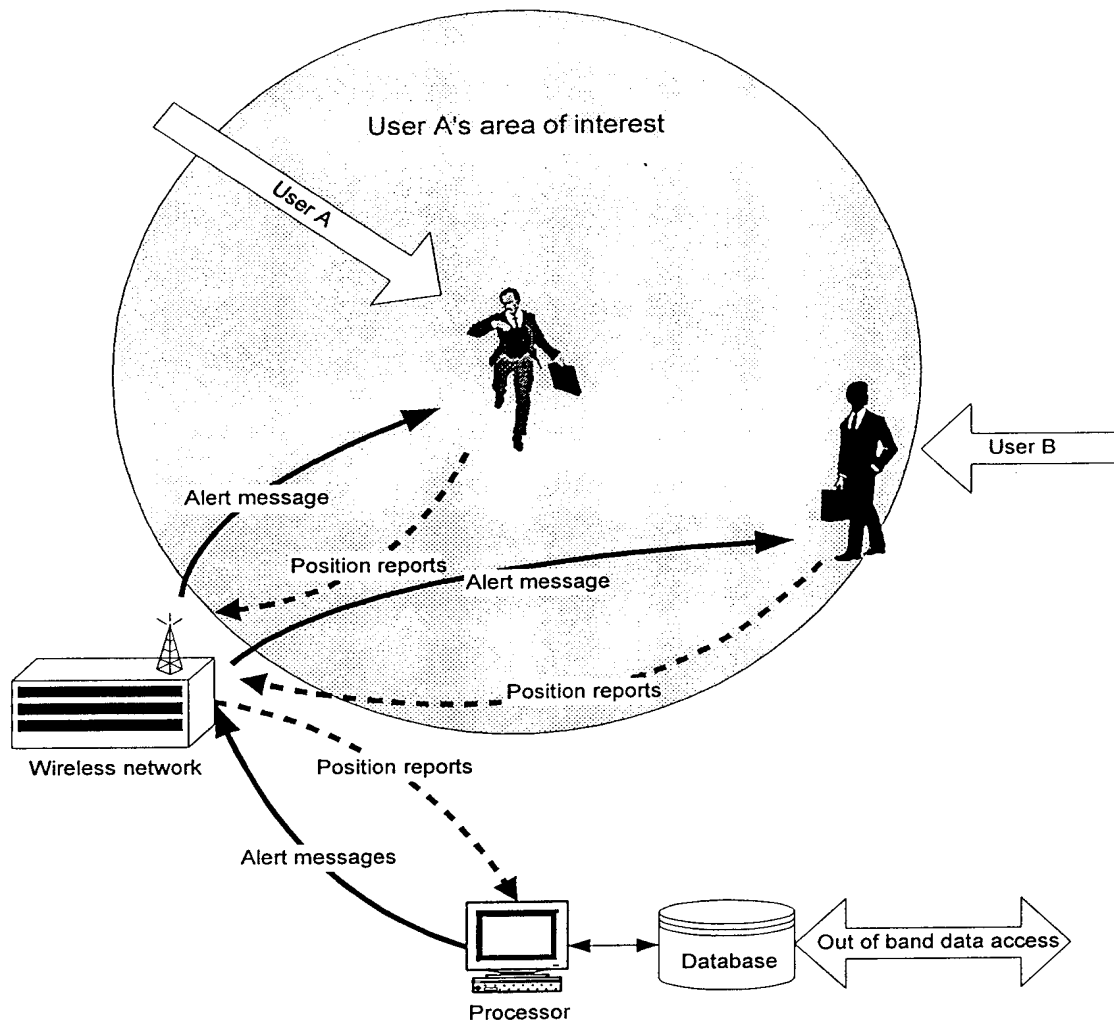 User A's area of interest
User A
User B
Alert message
Position reports
Alert message
Position reports
Wireless network
Position reports
Alert messages
Out of band data access
Database
Processor